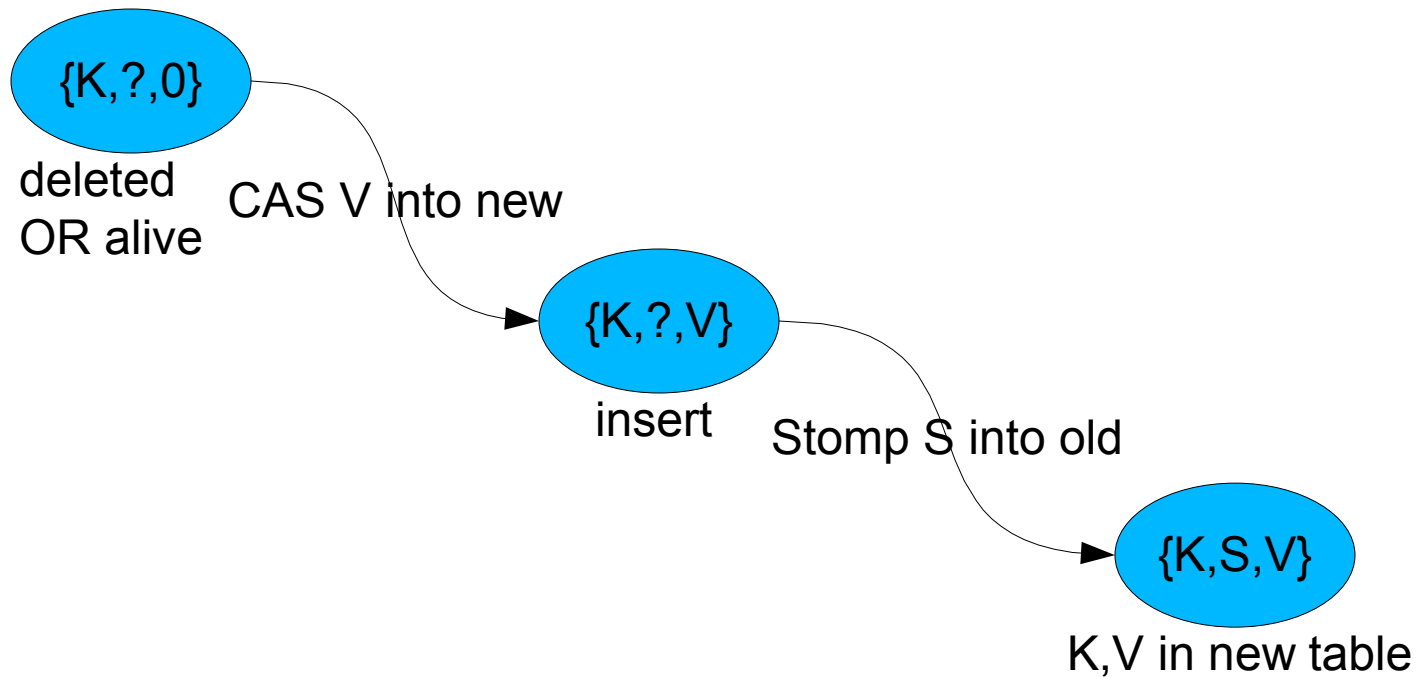 {K,?,0}
deleted
OR alive
CAS V into new
{K,?,V}
insert
Stomp S into old
{K,S,V}
K,V in new table